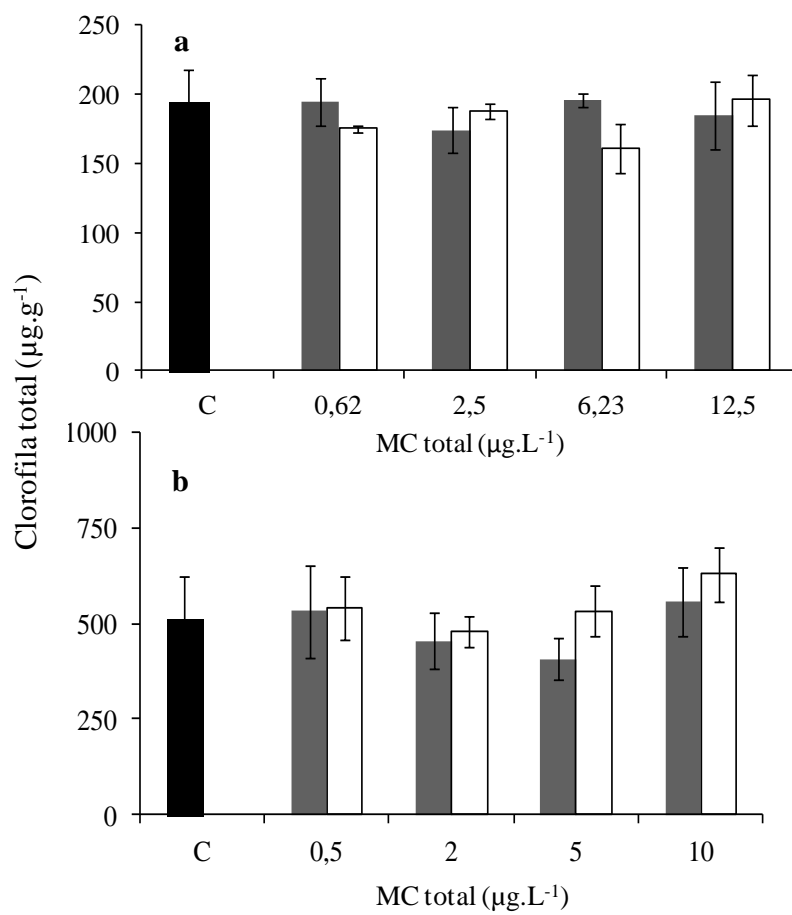 250
a
200
150
100
50
0
C 0,62 2,5 6,23 12,5
MC total (µg.L-1)
Clorofila total (µg.g-1)
1000
b
750
500
250
0
C 0,5 2 5 10
MC total (µg.L-1)